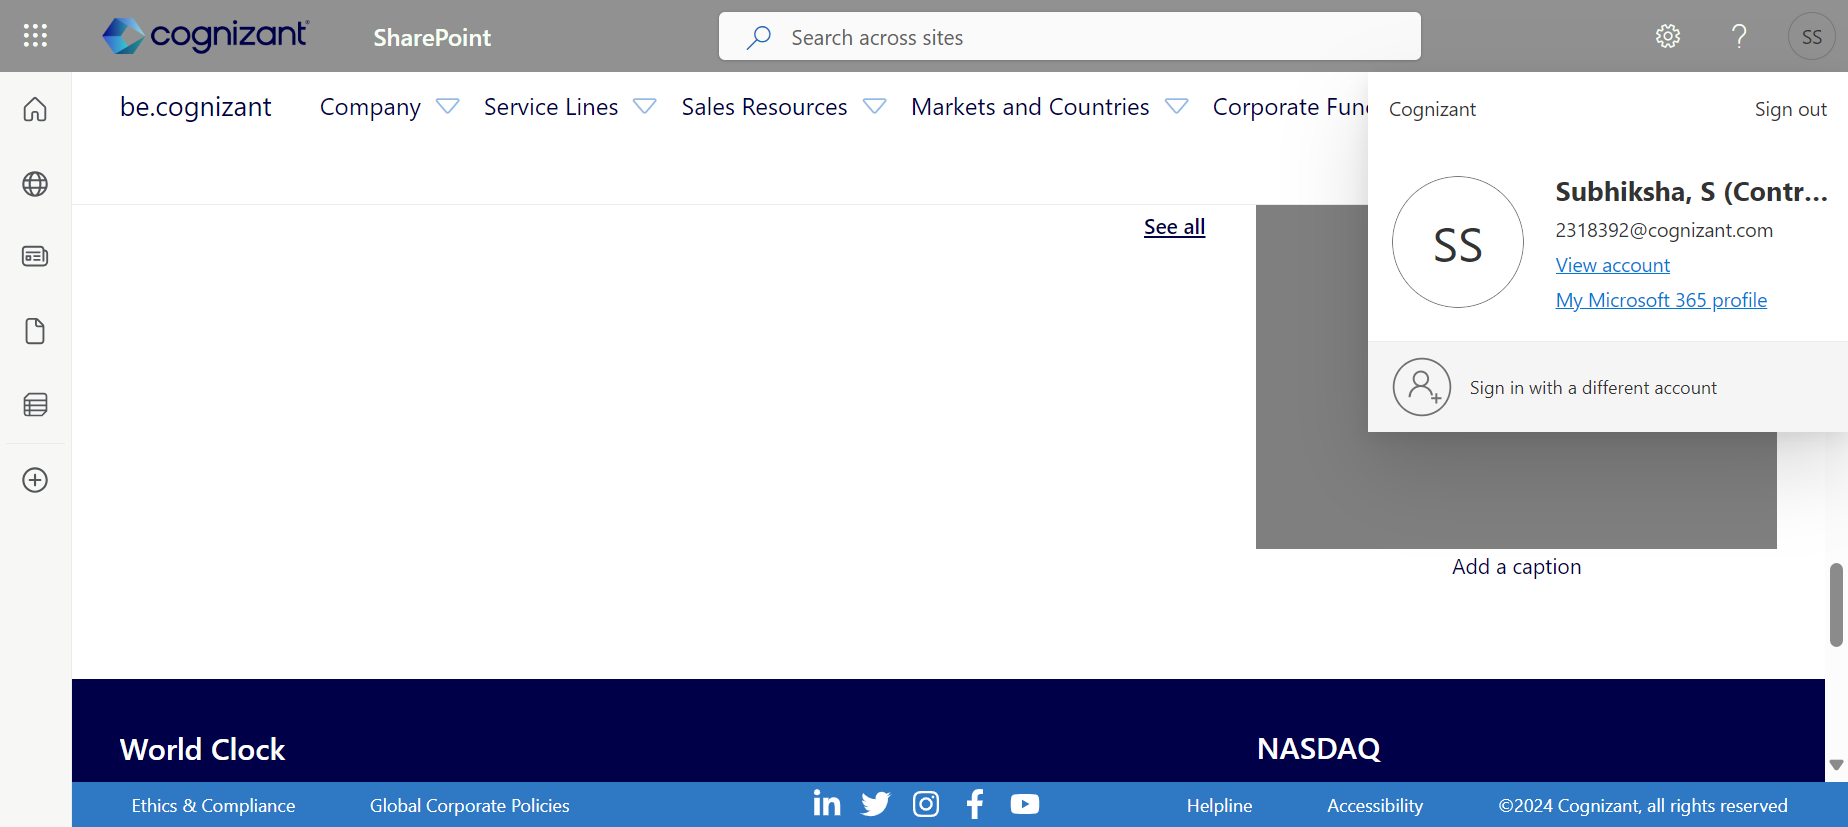 cognizant
SharePoint
Search across sites
?
SS
be.cognizant
Company
Service Lines
Sales Resources
Markets and Countries
Corporate Fun
Cognizant
Sign out
SS
Subhiksha, S (Contr...
2318392@cognizant.com
View account
My Microsoft 365 profile
Sign in with a different account
See all
Add a caption
World Clock
NASDAQ
Ethics & Compliance
Global Corporate Policies
in
Helpline
Accessibility
©2024 Cognizant, all rights reserved